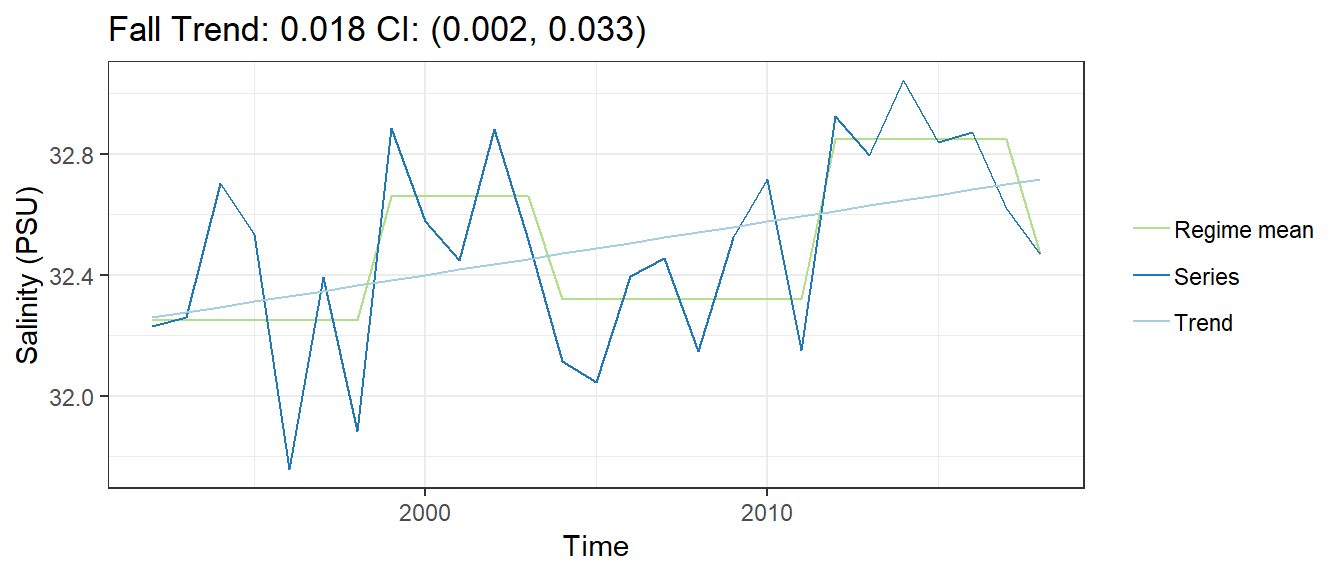 Fall Trend: 0.018 CI: (0.002, 0.033)
Salinity (PSU)
32.8
32.4
32.0
2000
2010
Time
Regime mean
Series
Trend